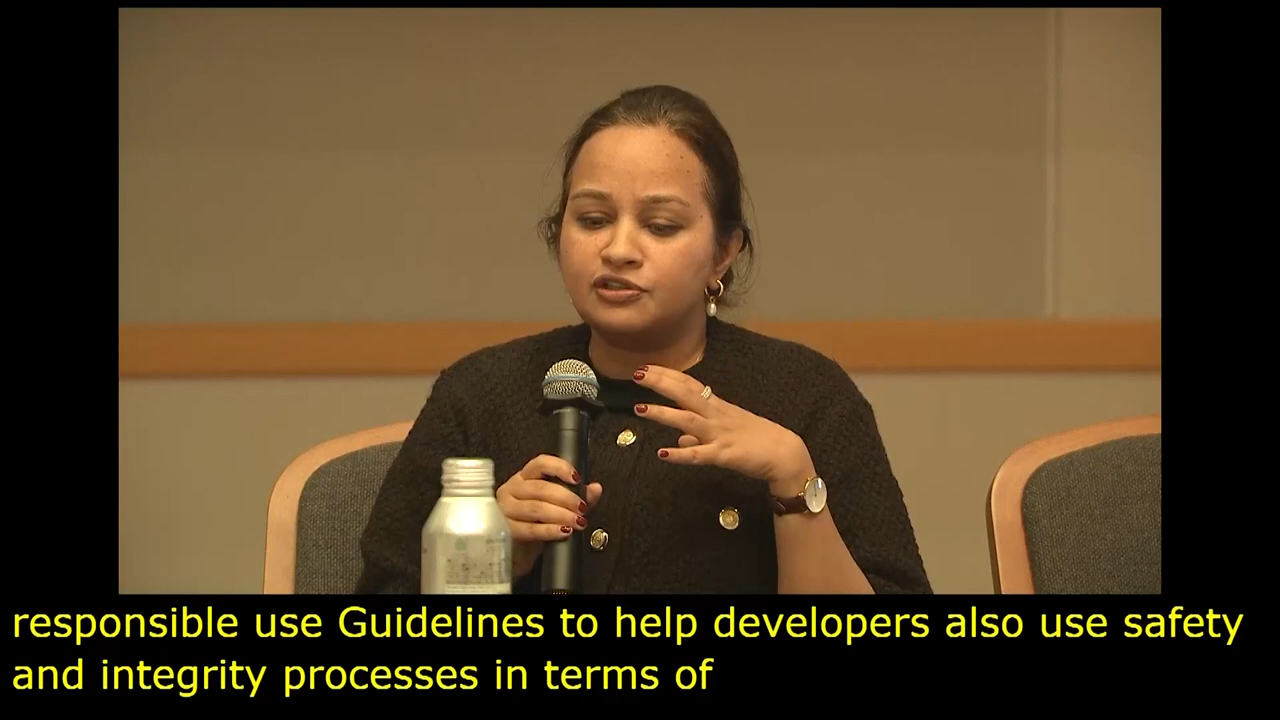 responsible use Guidelines to help developers also use safety
and integrity processes in terms of